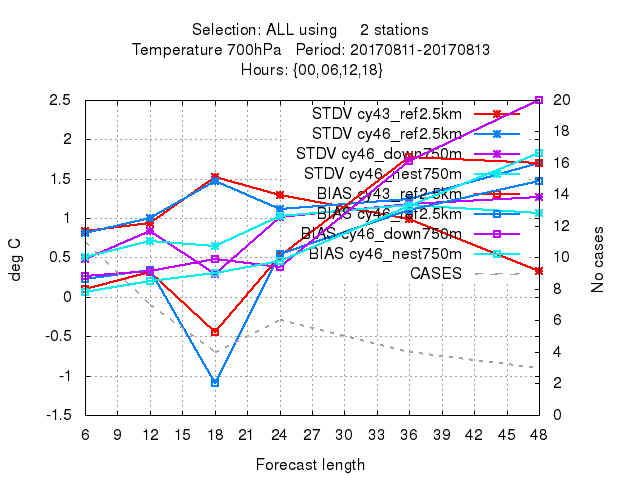 Selection: ALL using 2 stations
Temperature 700hPa Period: 20170811-20170813
Hours: {00,06,12,18}
STDV cy43_ref2.5km
STDV cy46_ref2.5km
STDV cy46_down750m
STDV cy46_nest750m
BIAS cy43_ref2.5km
BIAS cy46_ref2.5km
BIAS cy46_down750m
BIAS cy46_nest750m
CASES
deg C
2.5
2
1.5
1
0.5
0
-0.5
-1
-1.5
No cases
20
18
16
14
12
10
8
6
4
2
0
6 9 12 15 18 21 24 27 30 33 36 39 42 45 48
Forecast length